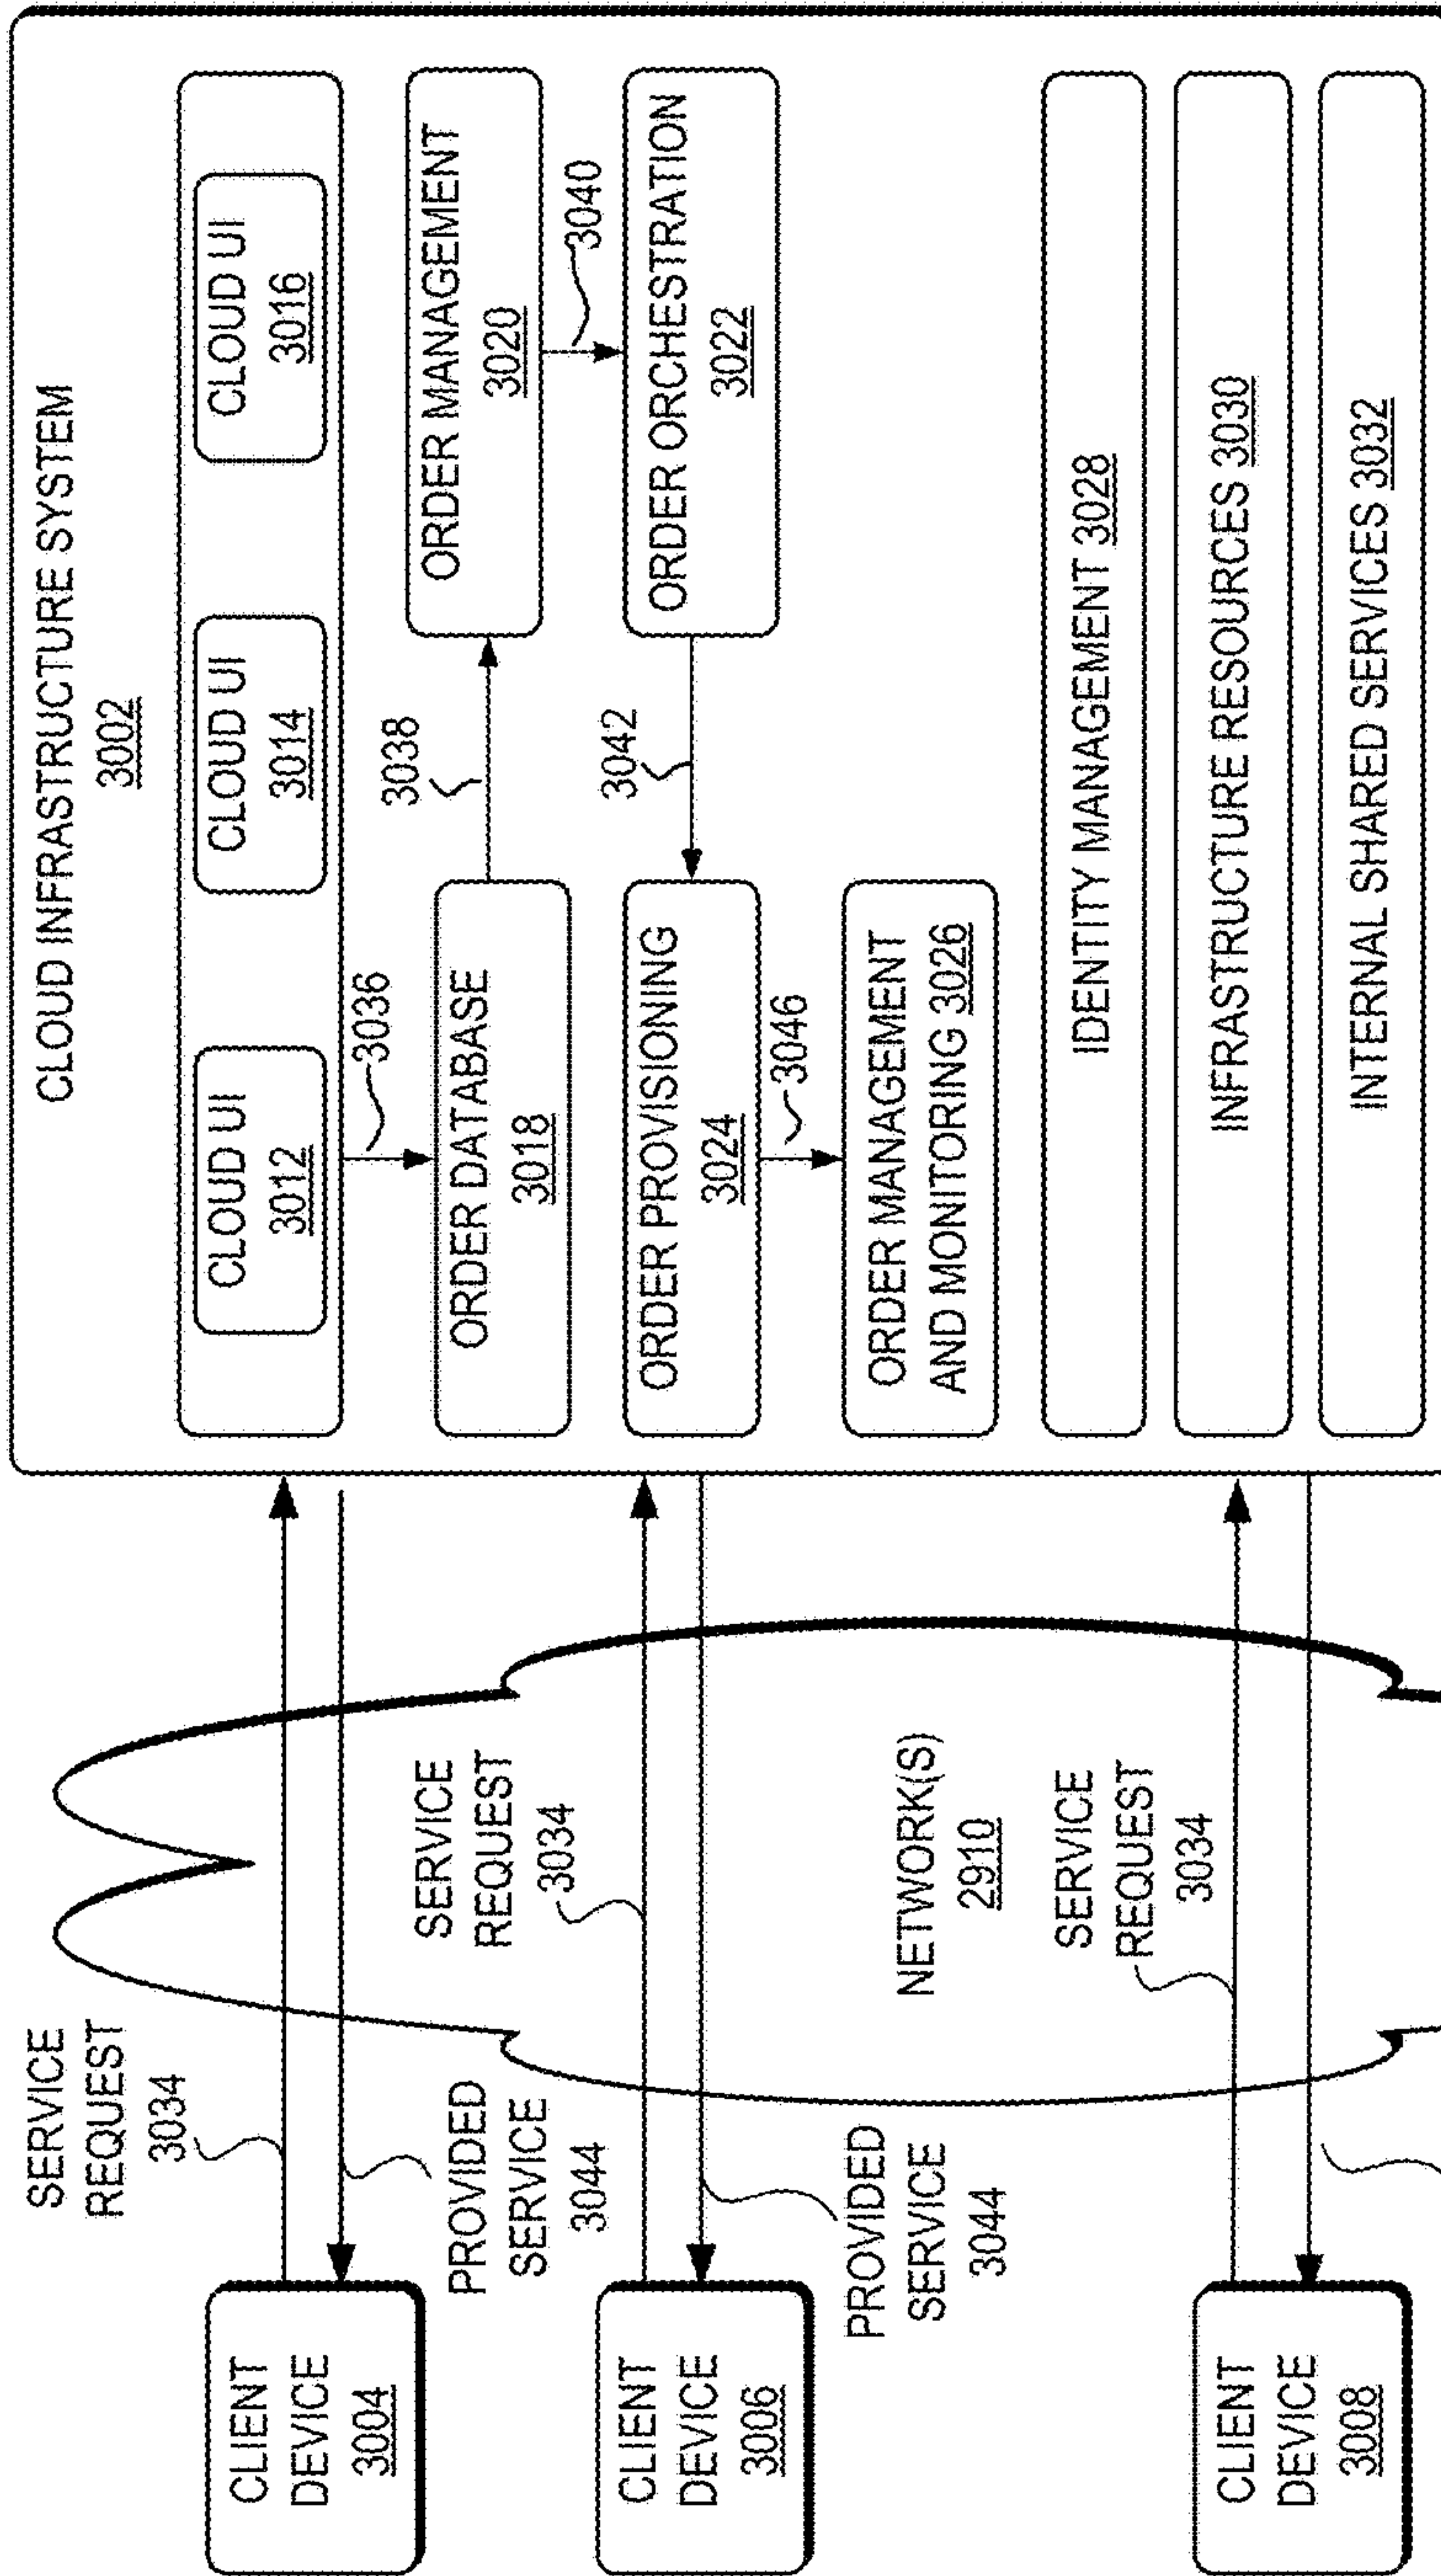 CLOUD INFRASTRUCTURE SYSTEM
3002
CLOUD UI
3012
CLOUD UI
3014
CLOUD UI
3016
3036
ORDER DATABASE
3018
3038
ORDER MANAGEMENT
3020
3040
ORDER ORCHESTRATION
3022
3042
ORDER PROVISIONING
3024
3046
ORDER MANAGEMENT
AND MONITORING 3026
IDENTITY MANAGEMENT 3028
INFRASTRUCTURE RESOURCES 3030
INTERNAL SHARED SERVICES 3032
SERVICE
REQUEST
3034
PROVIDED
SERVICE
3044
CLIENT
DEVICE
3004
SERVICE
REQUEST
3034
PROVIDED
SERVICE
3044
CLIENT
DEVICE
3006
NETWORK(S)
2910
SERVICE
REQUEST
3034
CLIENT
DEVICE
3008